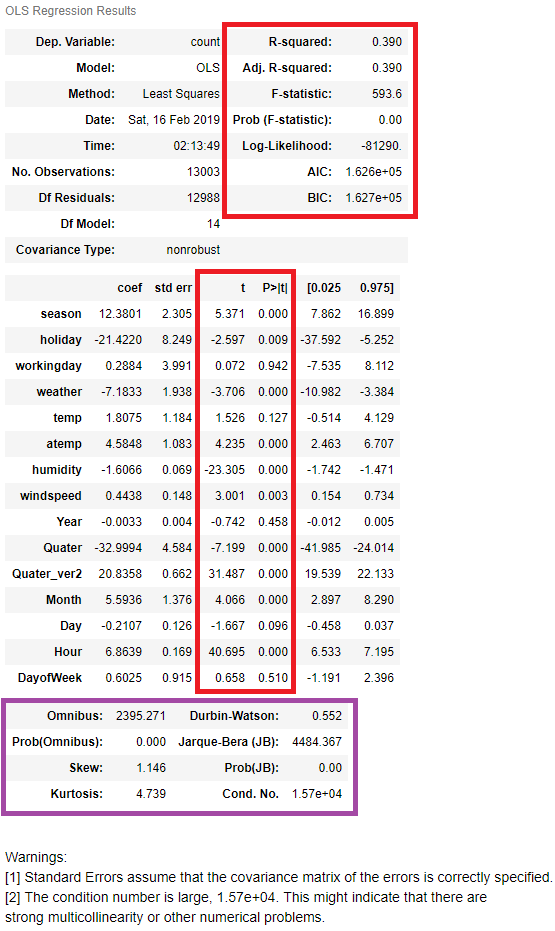 OLS Regression Results
Dep. Variable: count R-squared: 0.390
Model: OLS Adj. R-squared: 0.390
Method: Least Squares F-statistic: 593.6
Date: Sat, 16 Feb 2019 Prob (F-statistic): 0.00
Time: 02:13:49 Log-Likelihood: -81290.
No. Observations: 13003 AIC: 1.626e+05
Df Residuals: 12988 BIC: 1.627e+05
Df Model: 14
Covariance Type: nonrobust
coef std err t P>|t| [0.025 0.975]
season 12.3801 2.305 5.371 0.000 7.862 16.899
holiday -21.4220 8.249 -2.597 0.009 -37.592 -5.252
workingday 0.2884 3.991 0.072 0.942 -7.535 8.112
weather -7.1833 1.938 -3.706 0.000 -10.982 -3.384
temp 1.8075 1.184 1.526 0.127 -0.514 4.129
atemp 4.5848 1.083 4.235 0.000 2.463 6.707
humidity -1.6066 0.069 -23.305 0.000 -1.742 -1.471
windspeed 0.4438 0.148 3.001 0.003 0.154 0.734
Year -0.0033 0.004 -0.742 0.458 -0.012 0.005
Quater -32.9994 4.584 -7.199 0.000 -41.985 -24.014
Quater_ver2 20.8358 0.662 31.487 0.000 19.539 22.133
Month 5.5936 1.376 4.066 0.000 2.897 8.290
Day -0.2107 0.126 -1.667 0.096 -0.458 0.037
Hour 6.8639 0.169 40.695 0.000 6.533 7.195
DayofWeek 0.6025 0.915 0.658 0.510 -1.191 2.396
Omnibus: 2395.271 Durbin-Watson: 0.552
Prob(Omnibus): 0.000 Jarque-Bera (JB): 4484.367
Skew: 1.146 Prob(JB): 0.00
Kurtosis: 4.739 Cond. No. 1.57e+04
Warnings:
[1] Standard Errors assume that the covariance matrix of the errors is correctly specified.
[2] The condition number is large, 1.57e+04. This might indicate that there are
strong multicollinearity or other numerical problems.